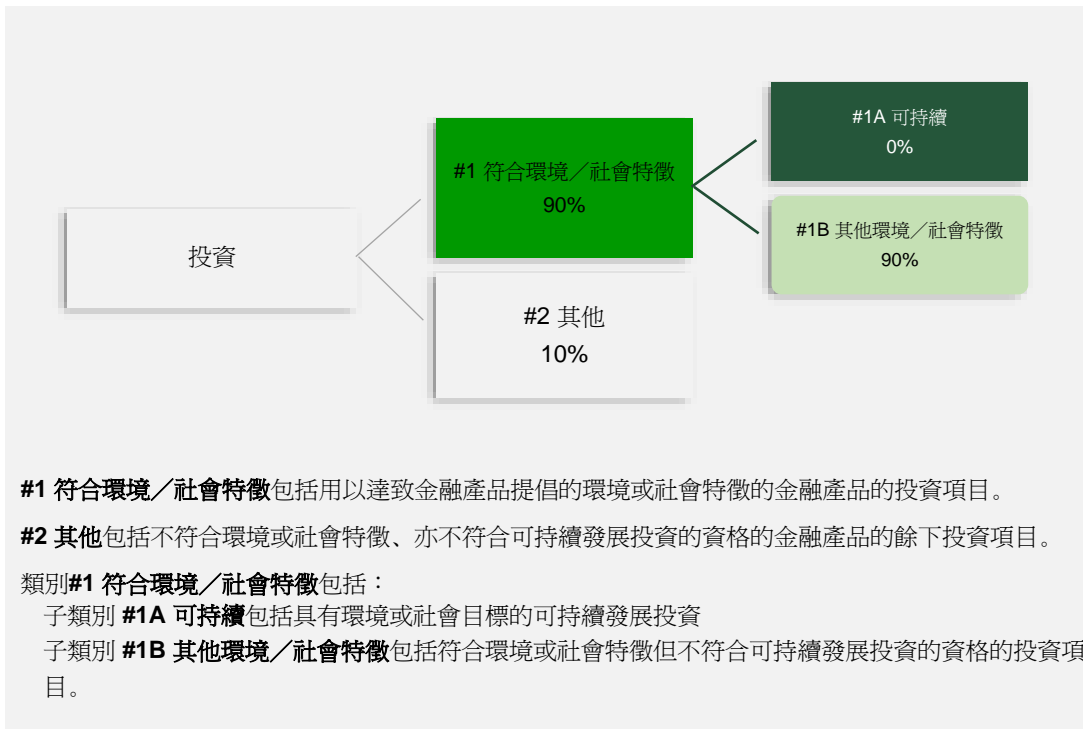 #1A 可持續
0%
#1 符合環境／社會特徵
90%
#1B 其他環境／社會特徵
90%
投資
#2 其他
10%
#1 符合環境／社會特徵包括用以達致金融產品提倡的環境或社會特徵的金融產品的投資項目。
#2 其他包括不符合環境或社會特徵、亦不符合可持續發展投資的資格的金融產品的餘下投資項目。
類別#1 符合環境／社會特徵包括：
子類別 #1A 可持續包括具有環境或社會目標的可持續發展投資
子類別 #1B 其他環境／社會特徵包括符合環境或社會特徵但不符合可持續發展投資的資格的投資項
目。